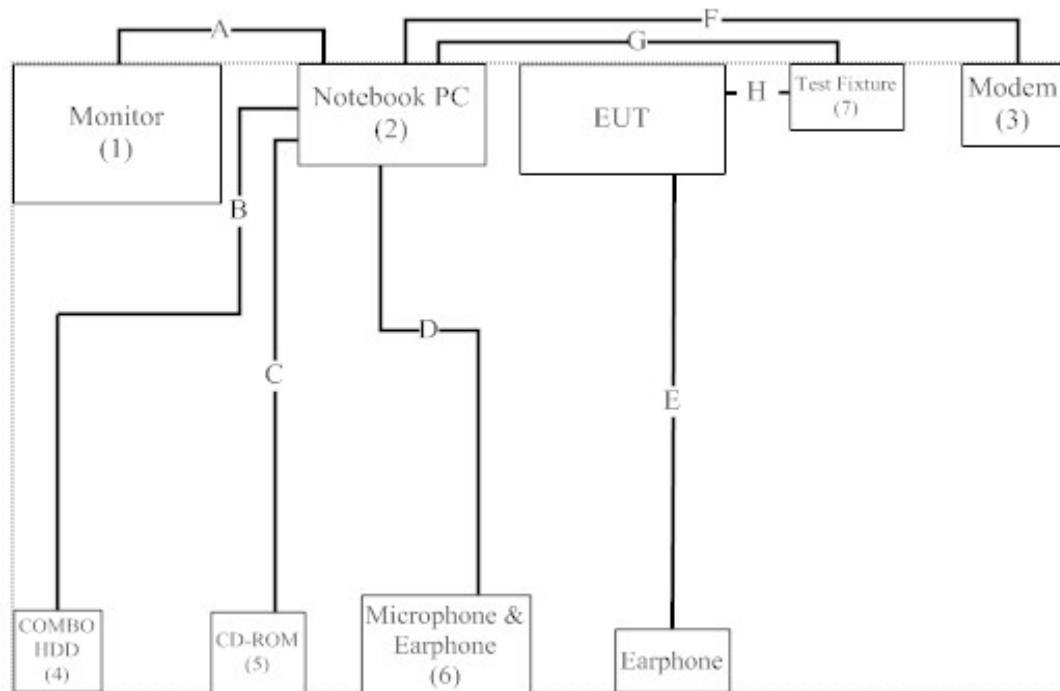 A
F
G
Monitor
(1)
Notebook PC
(2)
EUT
H
Test Fixture
(7)
Modem
(3)
B
C
D
E
COMBO
HDD
(4)
CD-ROM
(5)
Microphone &
Earphone
(6)
Earphone